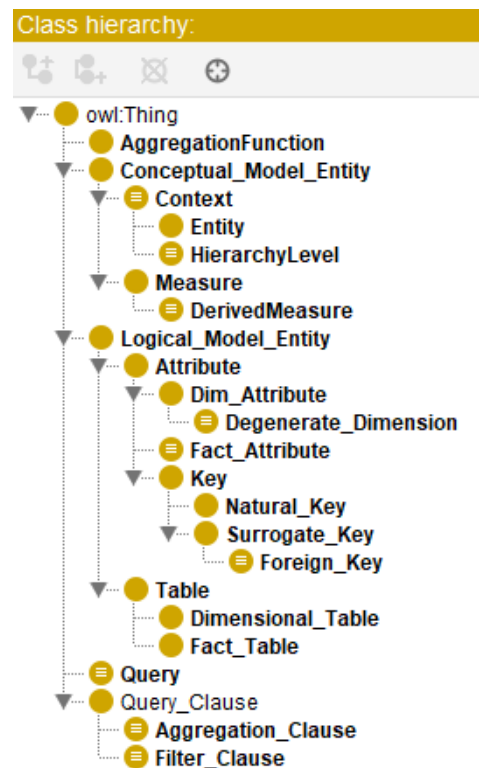 Class hierarchy:
owl:Thing
AggregationFunction
Conceptual_Model_Entity
Context
Entity
HierarchyLevel
Measure
DerivedMeasure
Logical_Model_Entity
Attribute
Dim_Attribute
Degenerate_Dimension
Fact_Attribute
Key
Natural_Key
Surrogate_Key
Foreign_Key
Table
Dimensional_Table
Fact_Table
Query
Query_Clause
Aggregation_Clause
Filter_Clause